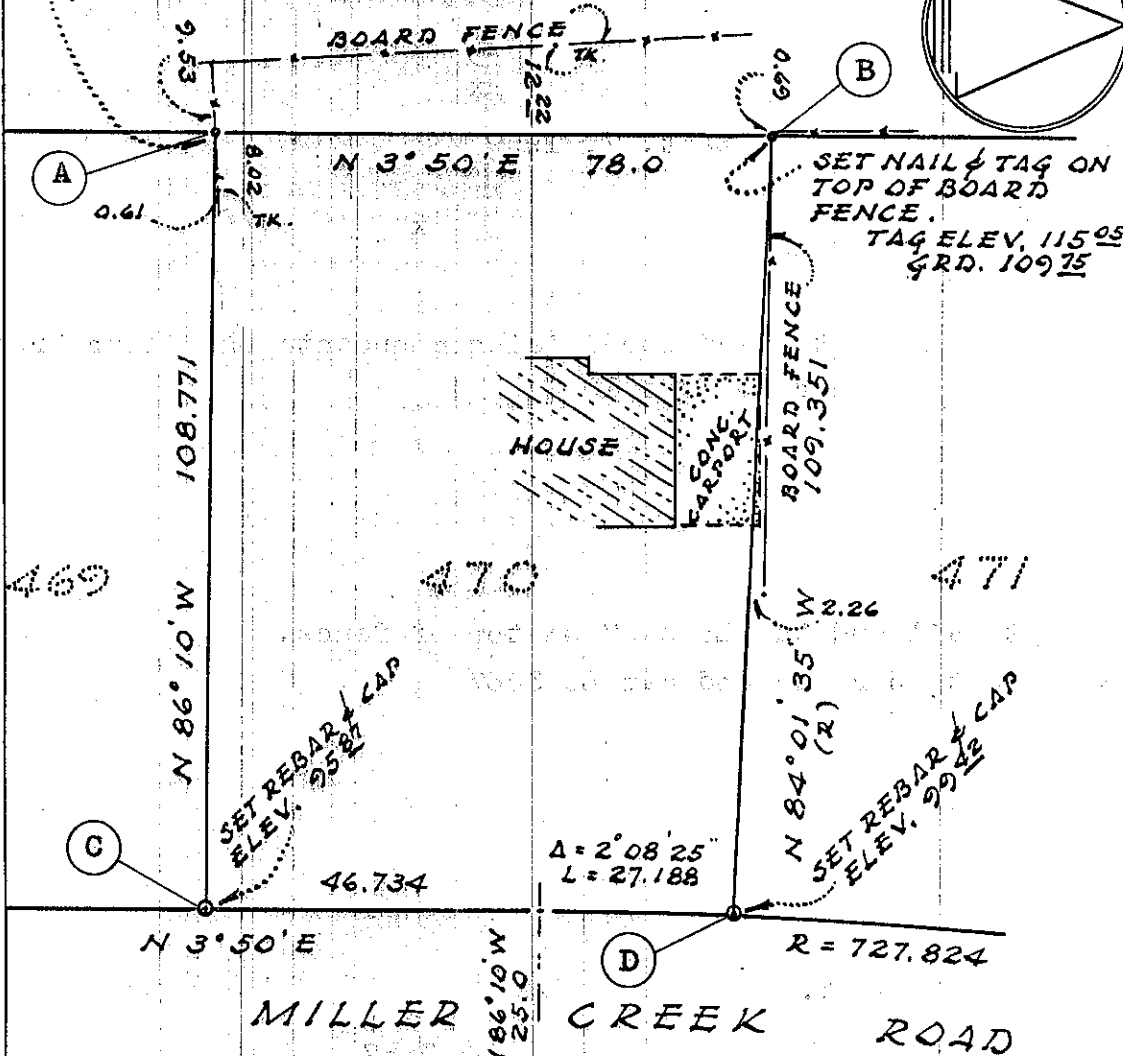 BOARD FENCE
TK.
9.53
12.22
0.69
B
A
N 3° 50' E 78.0
8.02
TK.
0.61
SET NAIL & TAG ON
TOP OF BOARD
FENCE.
TAG ELEV. 115 05
GRD. 109 75
BOARD FENCE
109.351
108.771
HOUSE
CONC.
CARPORT
469
470
471
2.26
N 86° 10' W
N 84° 01' 35" W
(R)
SET REBAR & CAP
ELEV. 95 87
SET REBAR & CAP
ELEV. 99 42
C
46.734
Δ = 2° 08' 25"
L = 27.188
N 3° 50' E
D
R = 727.824
N 86° 10' W
25.0
MILLER CREEK ROAD